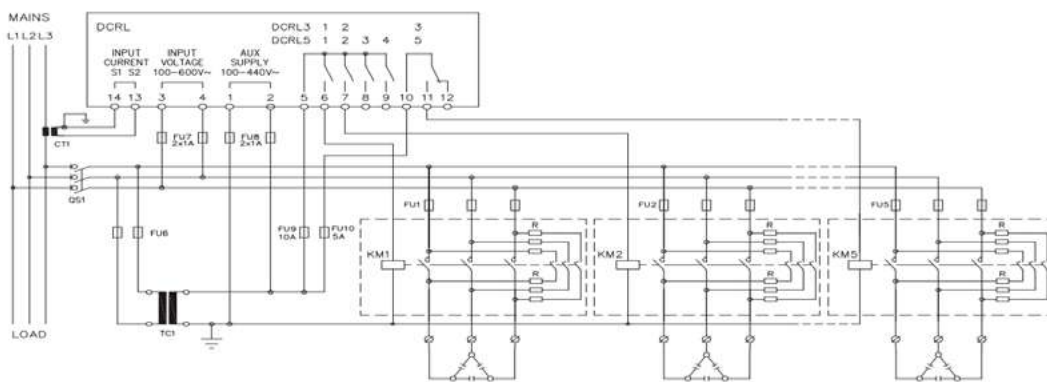 MAINS
L1 L2 L3
DCRL
DCRL3 1 2 3
DCRL5 1 2 3 4 5
INPUT CURRENT
S1 S2
INPUT VOLTAGE
100-600V~
AUX SUPPLY
100-440V~
14 13 3 4 1 2 5 6 7 8 9 10 11 12
CT1
FU7
2x1A
FU8
2x1A
QS1
FU6
FU9
10A
FU10
5A
FU1
FU2
FU5
R
R
R
KM1
KM2
KM5
R
R
R
LOAD
TC1